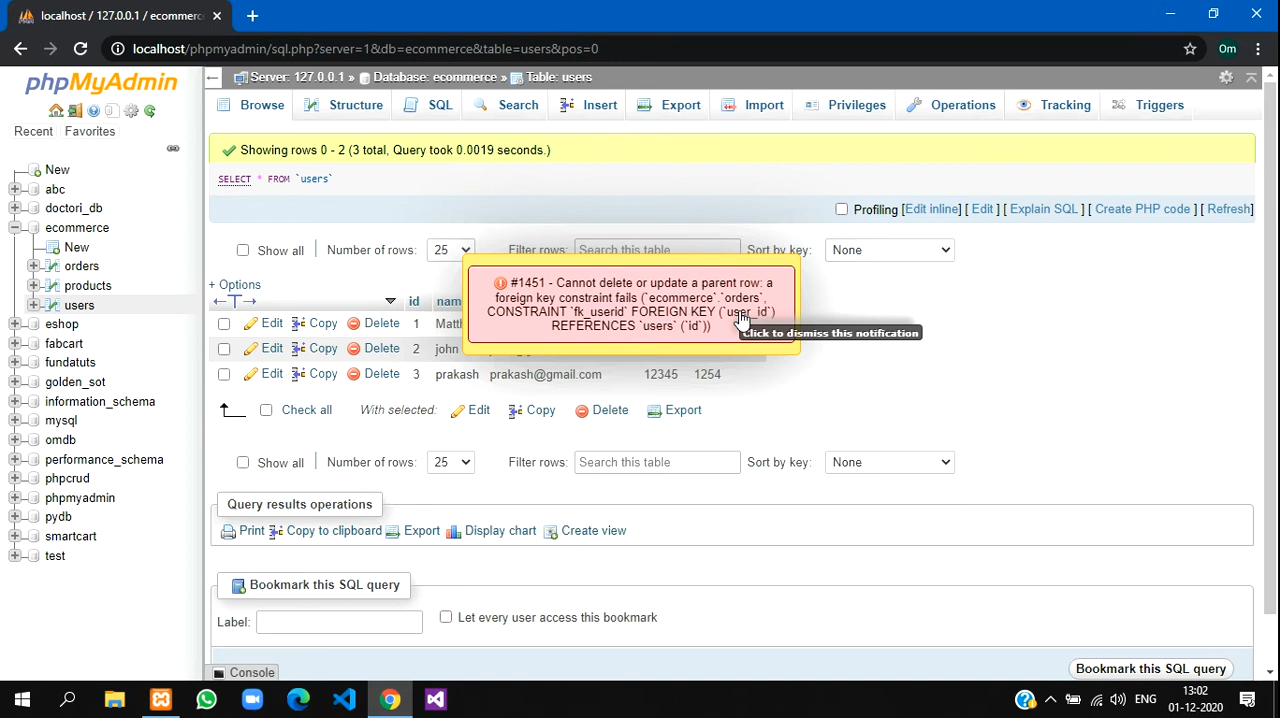 localhost / 127.0.0.1 / ecommerce
Om
localhost/phpmyadmin/sql.php?server=1&db=ecommerce&table=users&pos=0
phpMyAdmin
Recent Favorites
New
abc
doctori_db
ecommerce
New
orders
products
users
eshop
fabcart
fundatuts
golden_sot
information_schema
mysql
omdb
performance_schema
phpcrud
phpmyadmin
pydb
smartcart
test
Server: 127.0.0.1 » Database: ecommerce » Table: users
Browse Structure SQL Search Insert Export Import Privileges Operations Tracking Triggers
Showing rows 0 - 2 (3 total, Query took 0.0019 seconds.)
SELECT * FROM `users`
Profiling [Edit inline] [ Edit ] [ Explain SQL ] [ Create PHP code ] [ Refresh]
Show all Number of rows: 25 Filter rows: Search this table Sort by key: None
+ Options
#1451 - Cannot delete or update a parent row: a
foreign key constraint fails (`ecommerce`.`orders`,
CONSTRAINT `fk_userid` FOREIGN KEY (`user_id`)
REFERENCES `users` (`id`))
Click to dismiss this notification
←T→ id
Edit Copy Delete 1
Edit Copy Delete 2 john
Edit Copy Delete 3 prakash prakash@gmail.com 12345 1254
Check all With selected: Edit Copy Delete Export
Show all Number of rows: 25 Filter rows: Search this table Sort by key: None
Query results operations
Print Copy to clipboard Export Display chart Create view
Bookmark this SQL query
Label: Let every user access this bookmark
Console
Bookmark this SQL query
ENG
13:02
01-12-2020